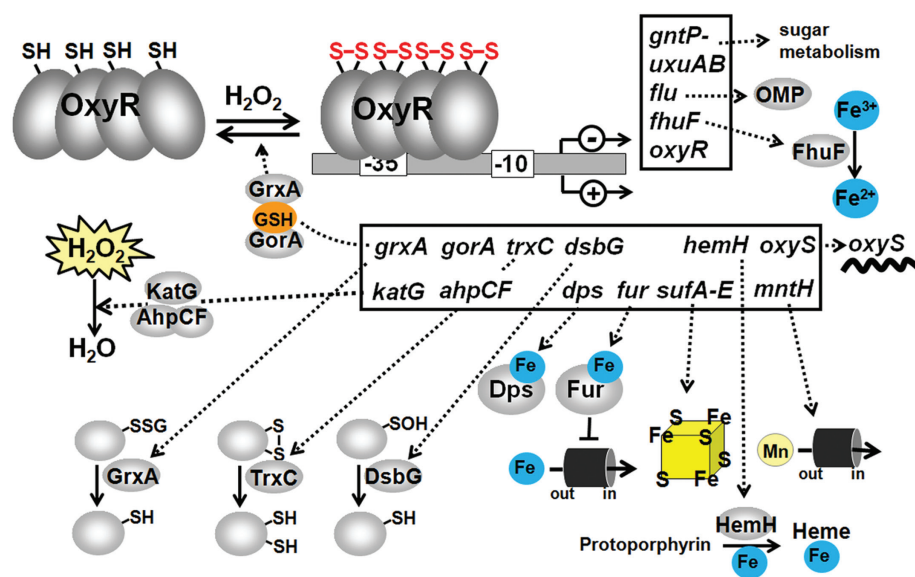 SH SH SH SH
OxyR
H2O2
S-S S-S S-S S-S
OxyR
-35
-10
-
+
gntP-
uxuAB
flu
fhuF
oxyR
sugar
metabolism
OMP
FhuF
Fe3+
Fe2+
GrxA
GSH
GorA
H2O2
KatG
AhpCF
H2O
grxA gorA trxC dsbG hemH oxyS
katG ahpCF dps fur sufA-E mntH
oxyS
Fe
Dps
Fe
Fur
Fe
out in
S Fe
Fe S
S
S Fe
Mn
out in
SSG
GrxA
SH
S
S
TrxC
SH
SH
SOH
DsbG
SH
Protoporphyrin
HemH
Fe
Heme
Fe